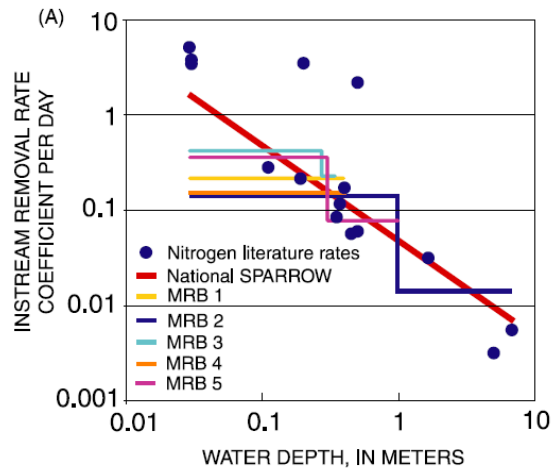 (A)
10
1
0.1
0.01
0.001
INSTREAM REMOVAL RATE
COEFFICIENT PER DAY
Nitrogen literature rates
National SPARROW
MRB 1
MRB 2
MRB 3
MRB 4
MRB 5
0.01 0.1 1 10
WATER DEPTH, IN METERS